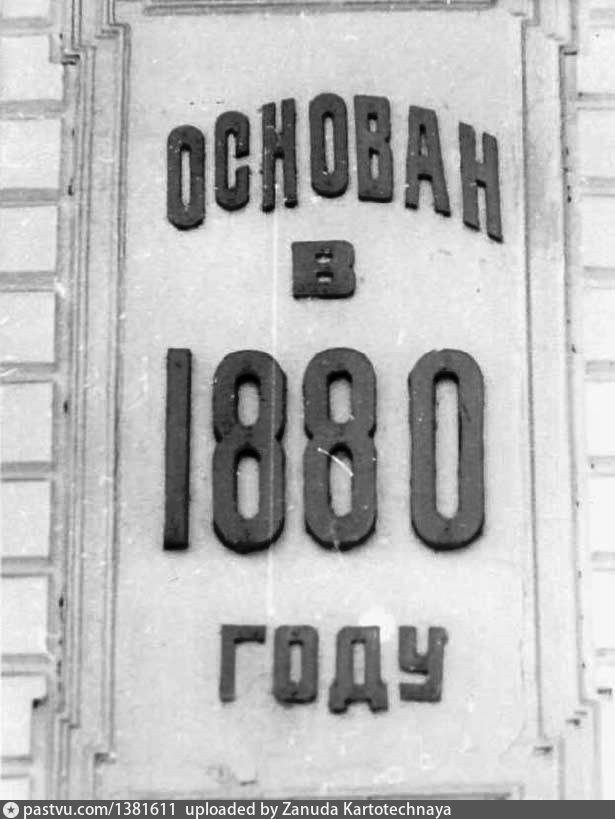 ОСНОВАН
В
1880
ГОДУ
pastvu.com/1381611 uploaded by Zanuda Kartotechnaya